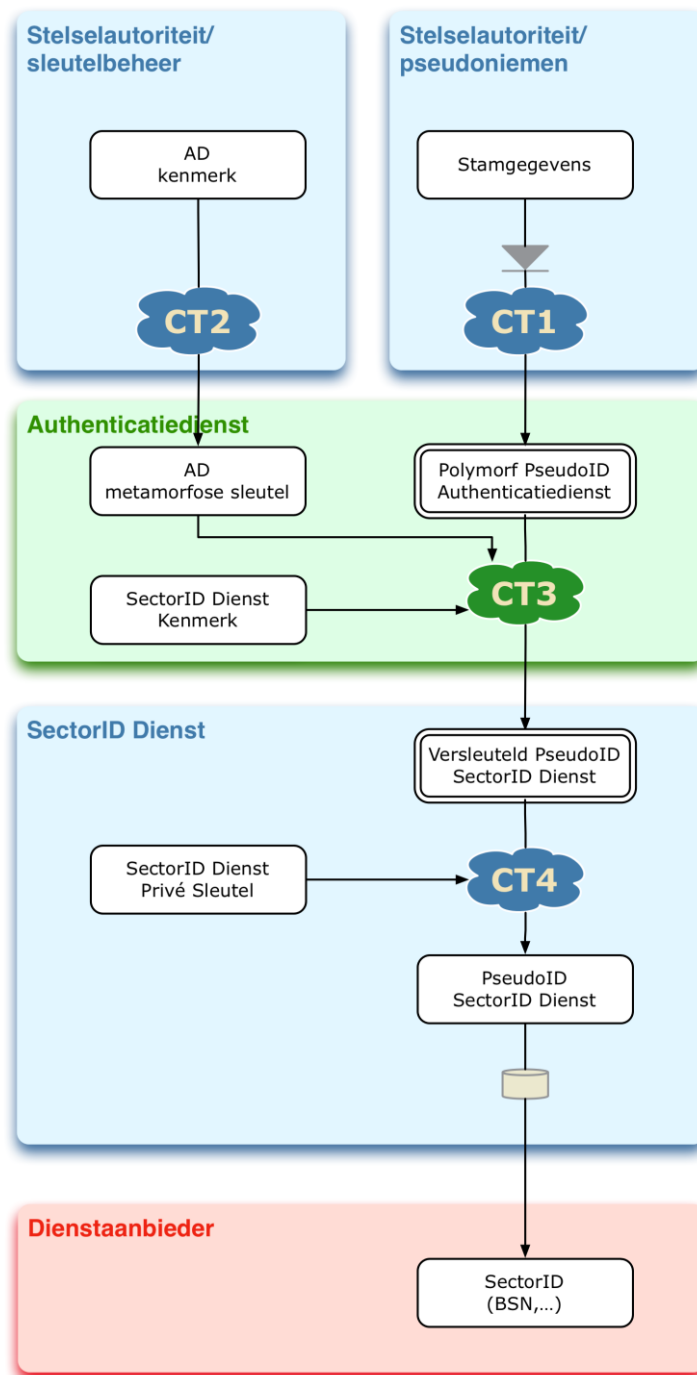 Stelselautoriteit/
sleutelbeheer
AD
kenmerk
CT2
Stelselautoriteit/
pseudoniemen
Stamgegevens
CT1
Authenticatiedienst
AD
metamorfose sleutel
Polymorf PseudoID
Authenticatiedienst
SectorID Dienst
Kenmerk
CT3
SectorID Dienst
Versleuteld PseudoID
SectorID Dienst
SectorID Dienst
Privé Sleutel
CT4
PseudoID
SectorID Dienst
Dienstaanbieder
SectorID
(BSN,...)